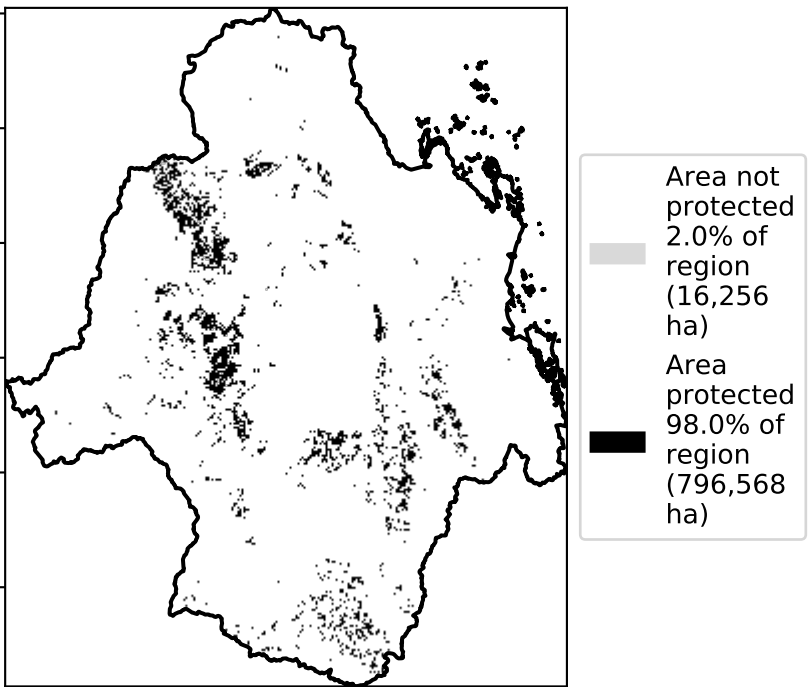 Area not
protected
2.0% of
region
(16,256
ha)
Area
protected
98.0% of
region
(796,568
ha)